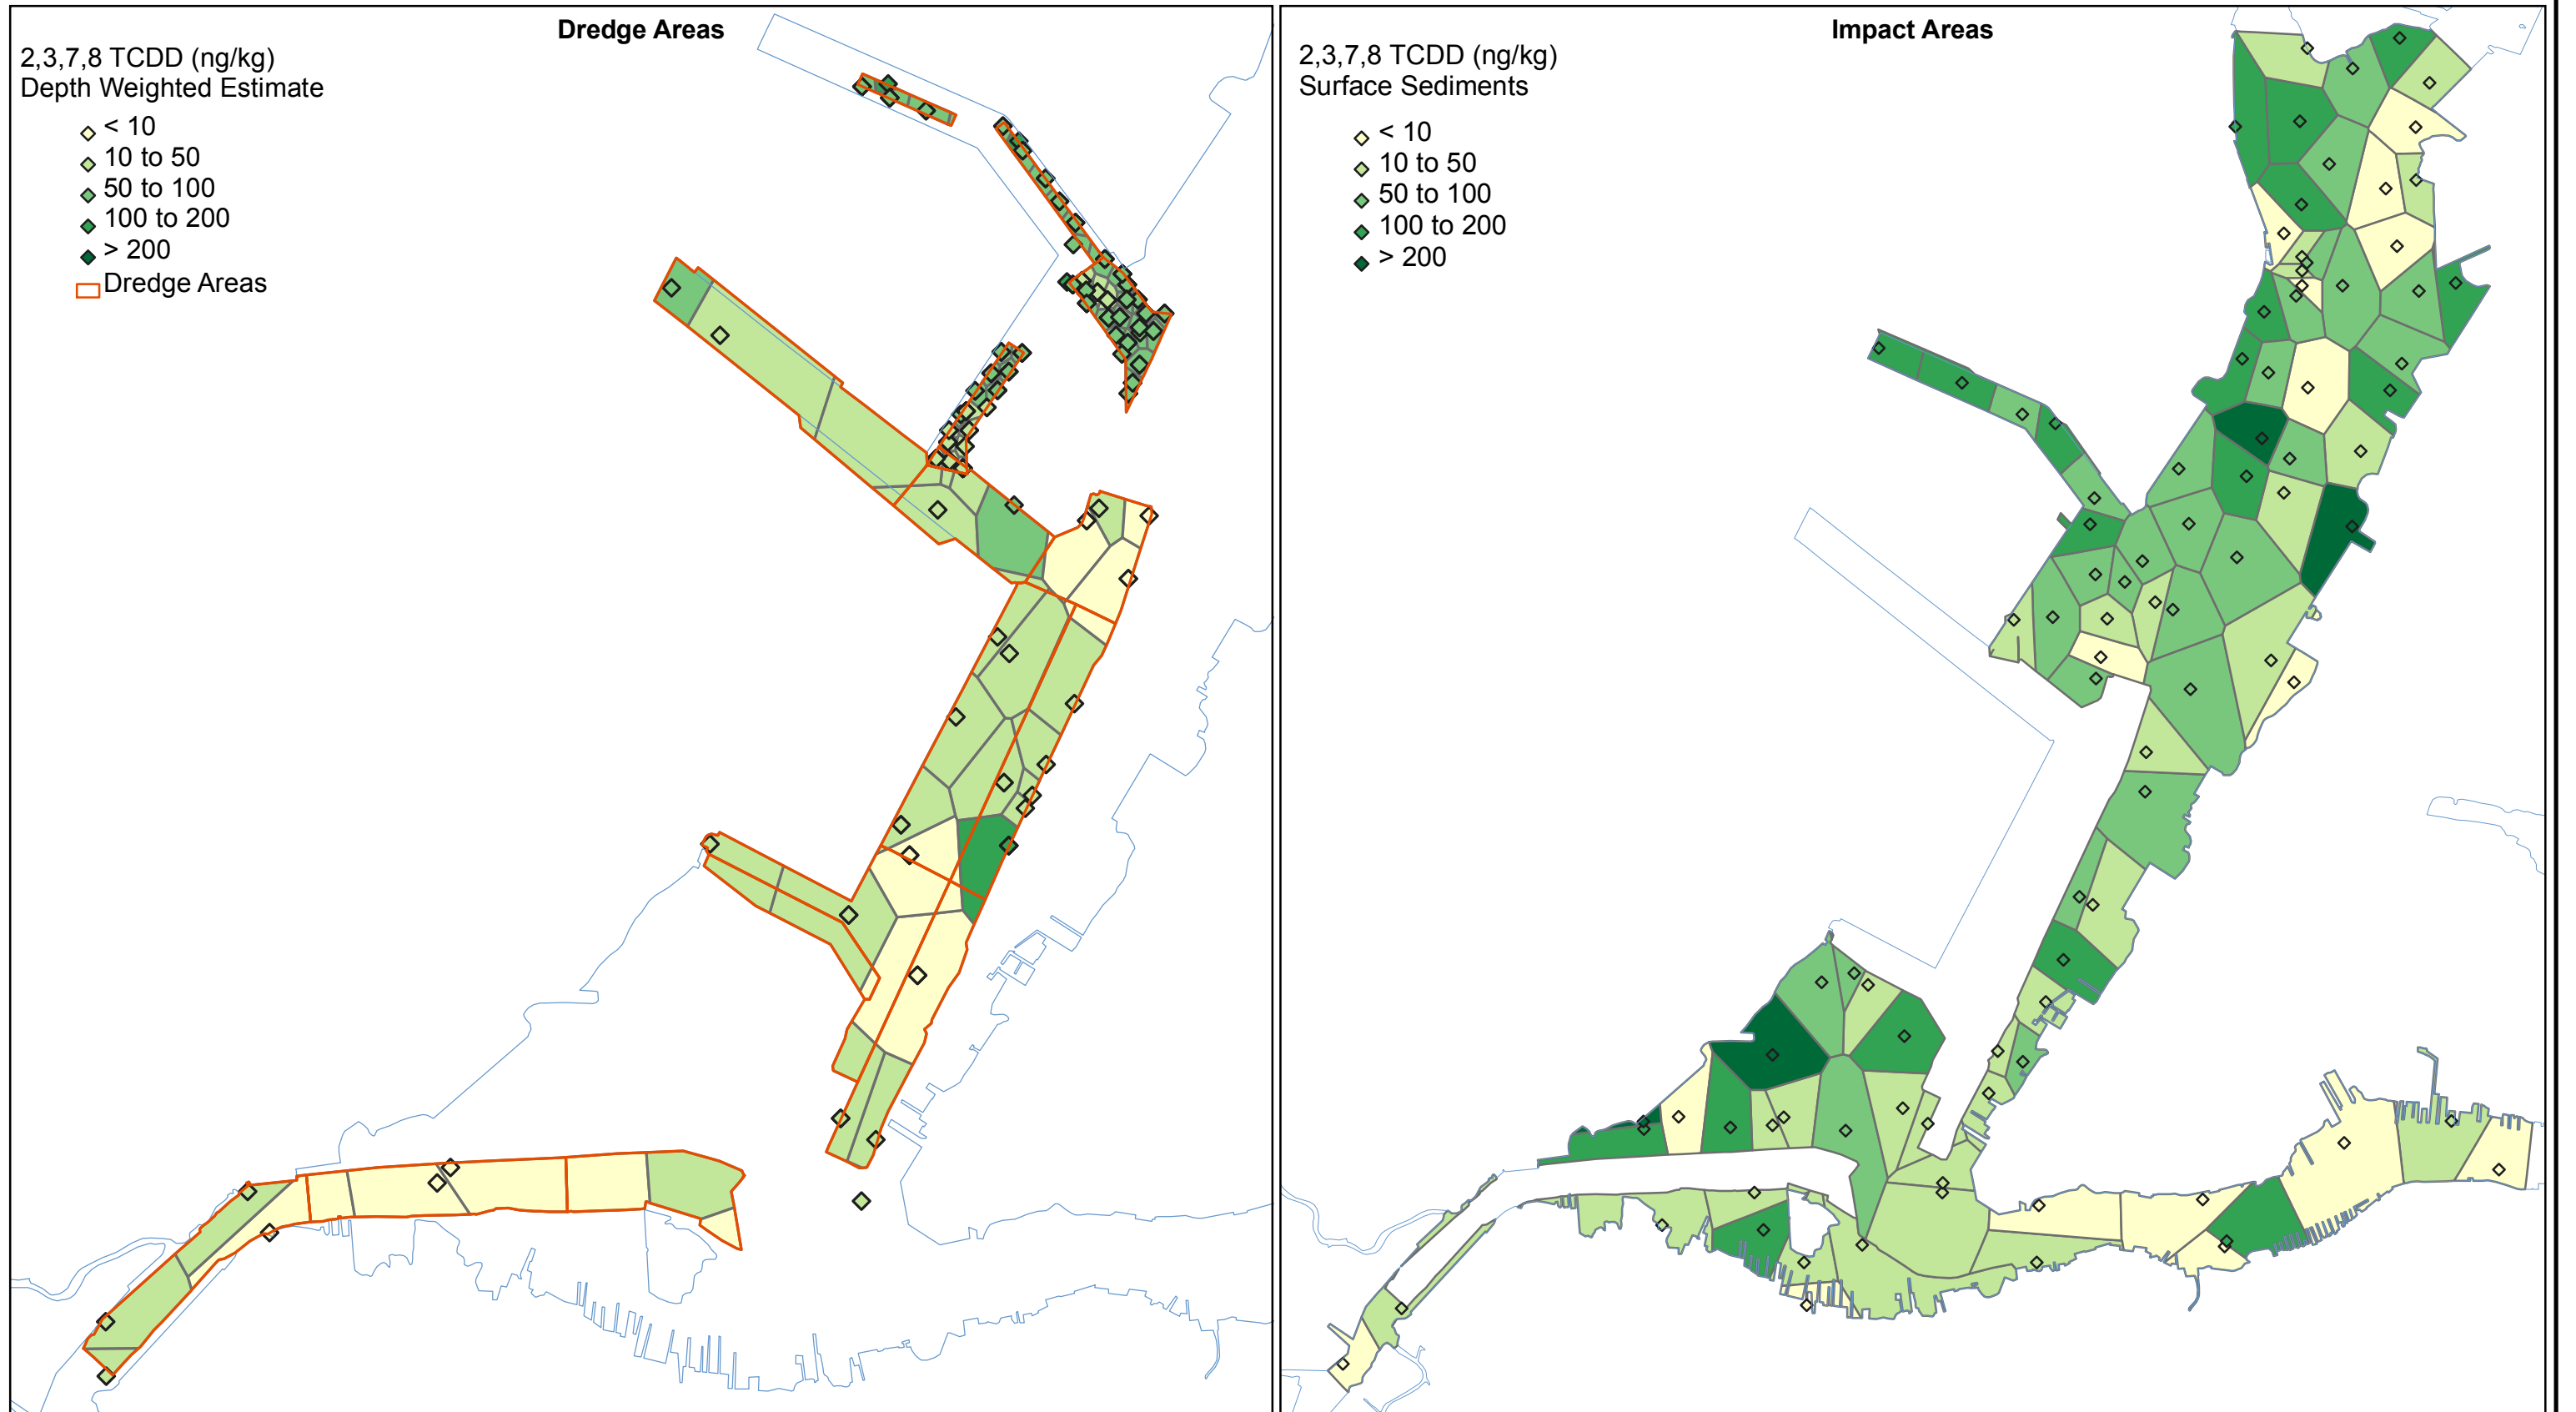 Dredge Areas
2,3,7,8 TCDD (ng/kg)
Depth Weighted Estimate
< 10
10 to 50
50 to 100
100 to 200
> 200
Dredge Areas
Impact Areas
2,3,7,8 TCDD (ng/kg)
Surface Sediments
< 10
10 to 50
50 to 100
100 to 200
> 200